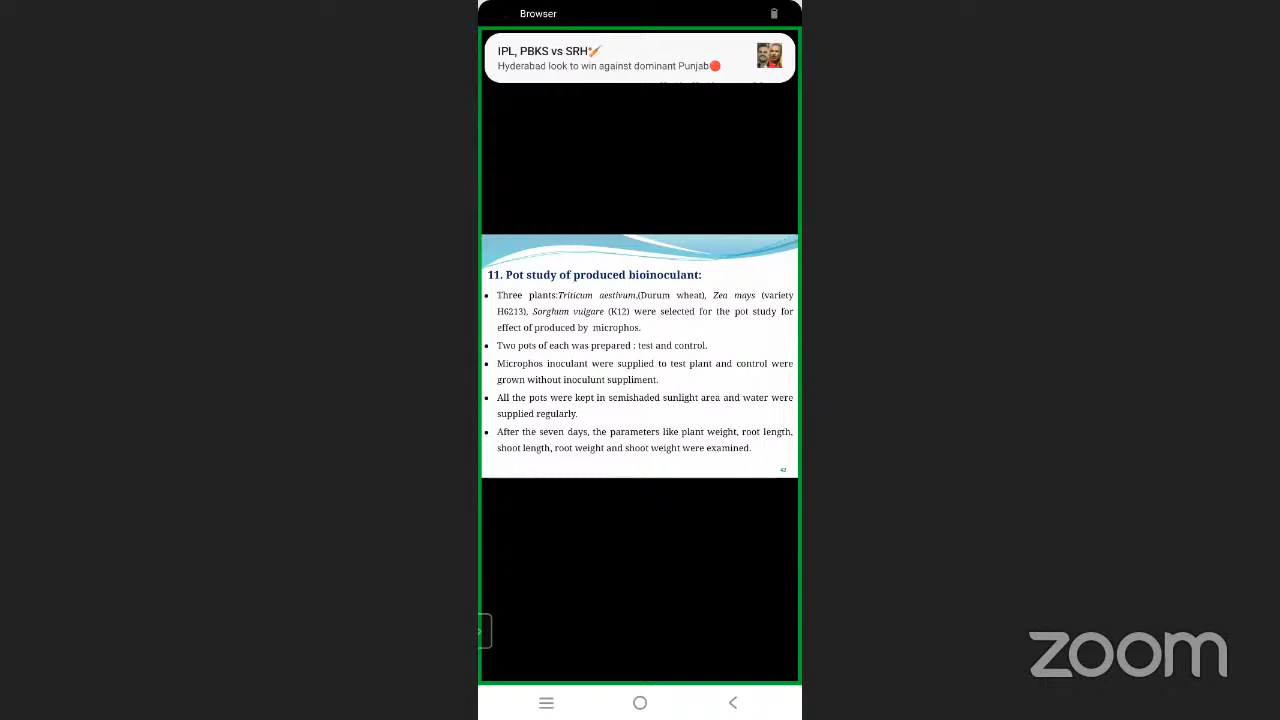 Browser
IPL, PBKS vs SRH🏏
Hyderabad look to win against dominant Punjab🔴
11. Pot study of produced bioinoculant:
• Three plants:Triticum aestivum,(Durum wheat), Zea mays (variety
H6213), Sorghum vulgare (K12) were selected for the pot study for
effect of produced by microphos.
• Two pots of each was prepared : test and control.
• Microphos inoculant were supplied to test plant and control were
grown without inoculunt suppliment.
• All the pots were kept in semishaded sunlight area and water were
supplied regularly.
• After the seven days, the parameters like plant weight, root length,
shoot length, root weight and shoot weight were examined.
42
zoom